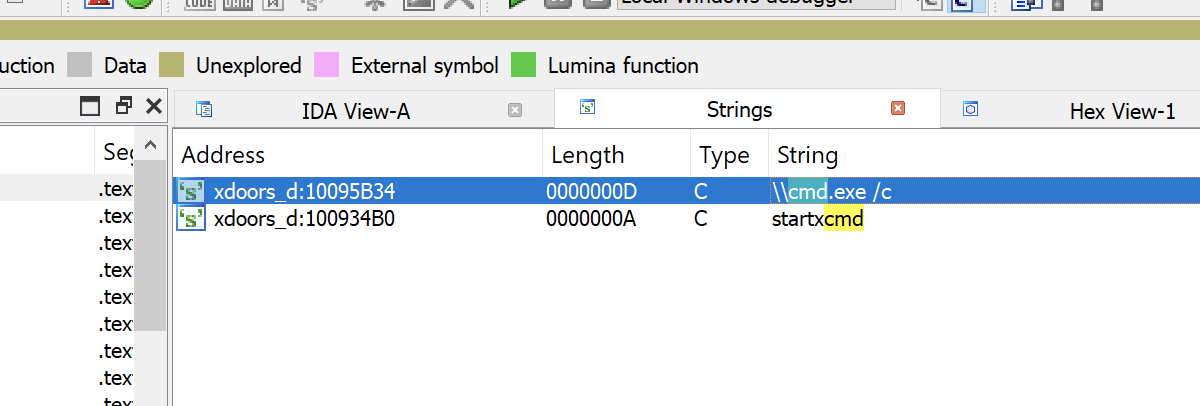 Local Windows debugger
uction Data Unexplored External symbol Lumina function
IDA View-A Strings Hex View-1
Address Length Type String
's' xdoors_d:10095B34 0000000D C \\cmd.exe /c
's' xdoors_d:100934B0 0000000A C startxcmd
.tex
.tex
.tex
.tex
.tex
.tex
.tex
.tex